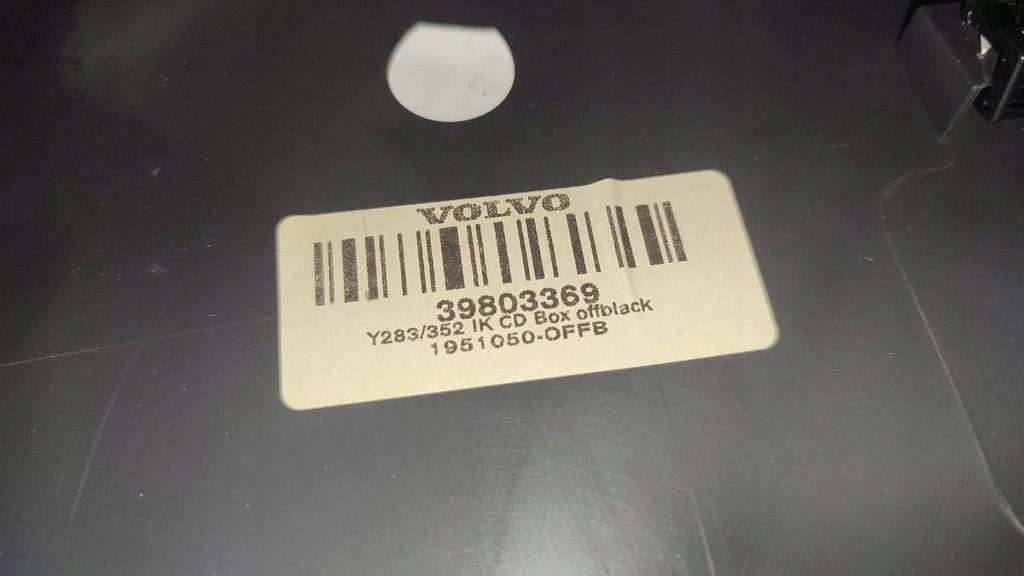 VOLVO
39803369
Y283/352 IK CD Box offblack
1951050-OFFB